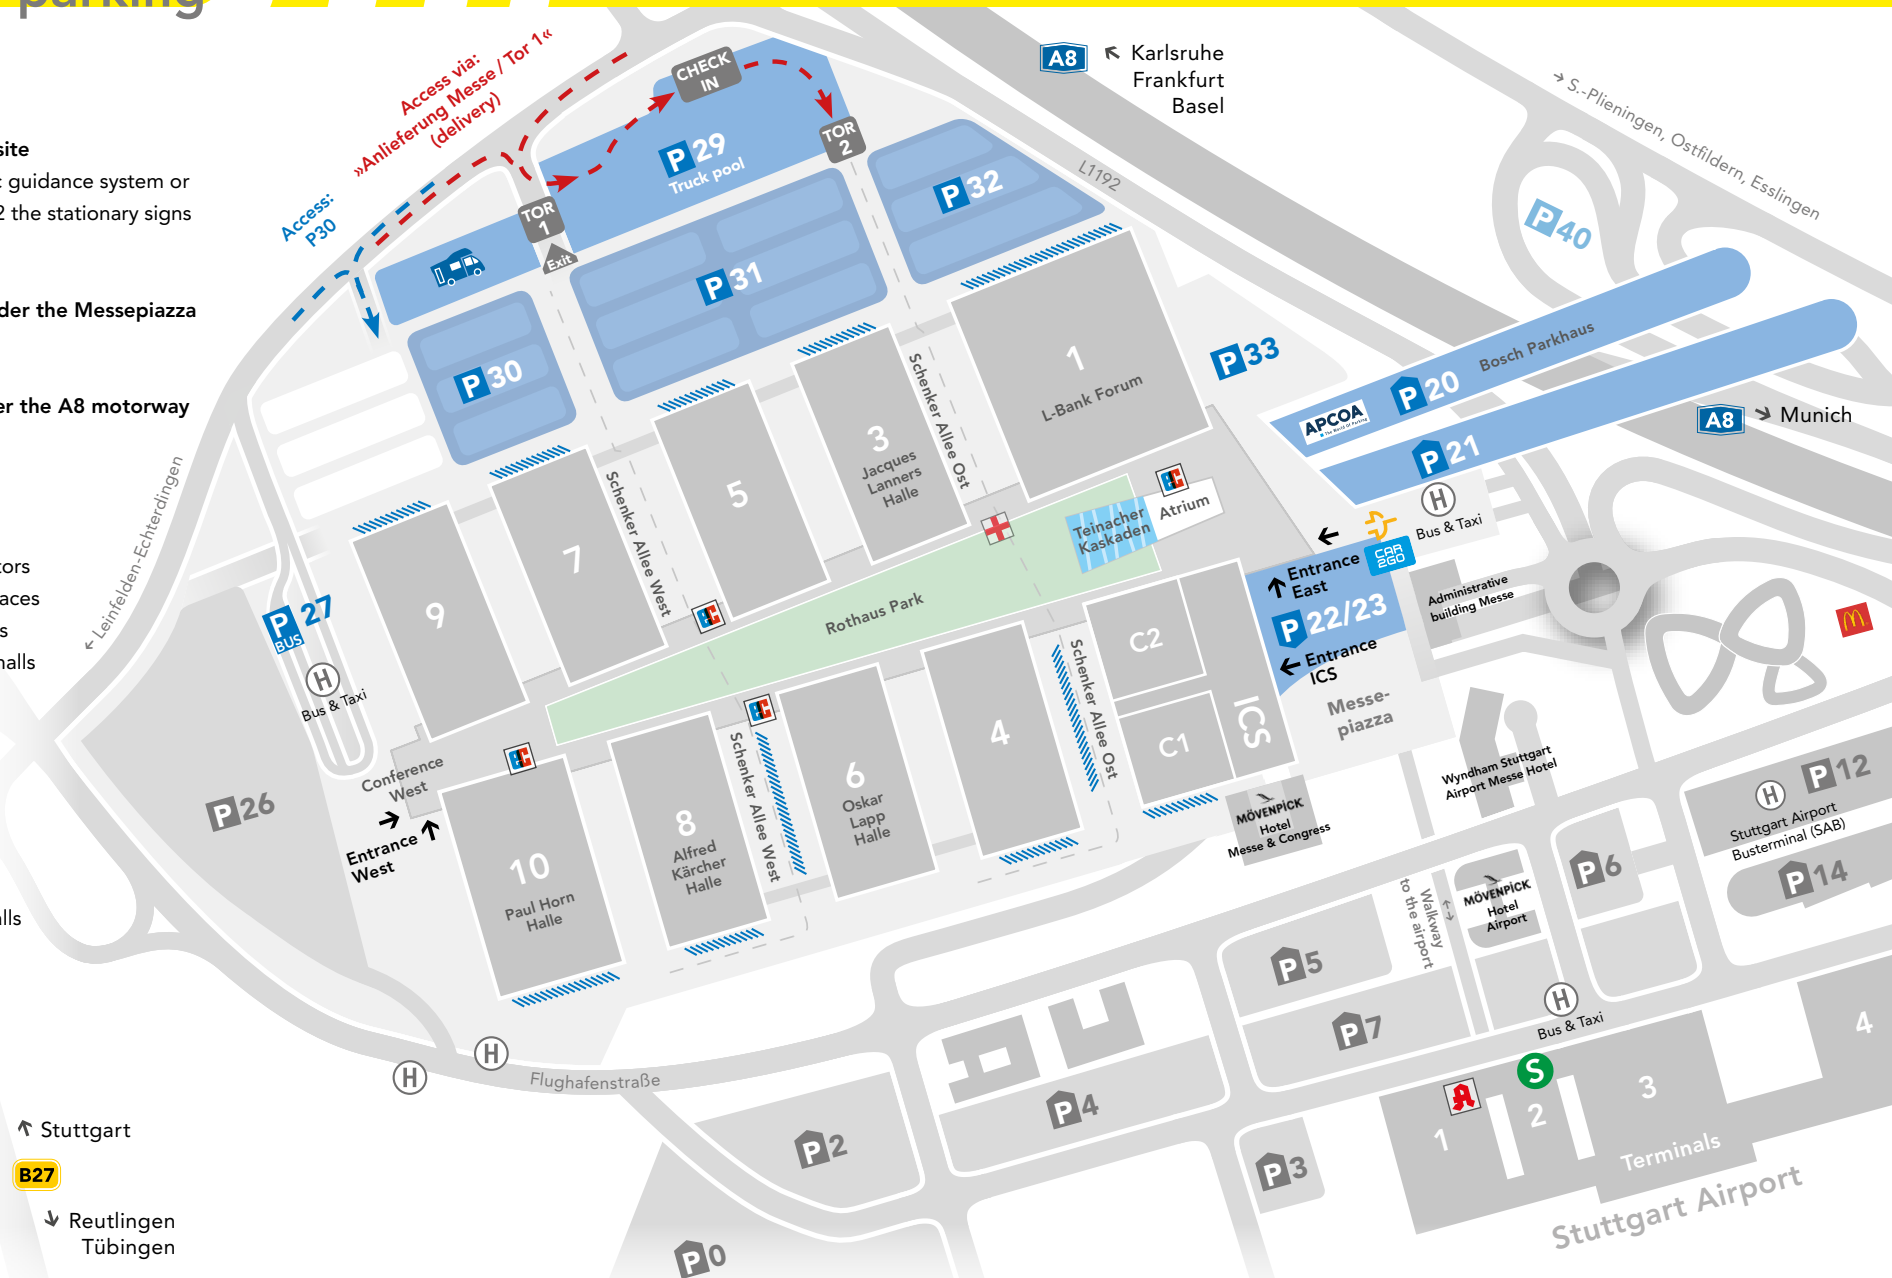 parking
site
guidance system or
2 the stationary signs
der the Messepiazza
er the A8 motorway
tors
aces
s
halls
alls
Access via:
»Anlieferung Messe / Tor 1«
(delivery)
Access:
P30
CHECK
IN
TOR
1
Exit
TOR
2
P 29
Truck pool
P 30
P 31
P 32
P 33
P 40
A8
Karlsruhe
Frankfurt
Basel
L1192
S.-Plieningen, Ostfildern, Esslingen
Bosch Parkhaus
P 20
APCOA
P 21
A8
Munich
H
Bus & Taxi
CAR
2GO
Entrance
East
P 22/23
Entrance
ICS
Messe-
piazza
Administrative
building Messe
Wyndham Stuttgart
Airport Messe Hotel
1
L-Bank Forum
3
Jacques
Lanners
Halle
5
7
9
Schenker Allee Ost
Schenker Allee West
Teinacher
Kaskaden
Atrium
Rothaus Park
EC
EC
EC
EC
C2
C1
ICS
4
6
Oskar
Lapp
Halle
8
Alfred
Kärcher
Halle
10
Paul Horn
Halle
Schenker Allee Ost
Schenker Allee West
MÖVENPICK
Hotel
Messe & Congress
P 27
BUS
H
Bus & Taxi
Conference
West
Entrance
West
P 26
Leinfelden-Echterdingen
H
H
Flughafenstraße
Stuttgart
B27
Reutlingen
Tübingen
P 12
H
Stuttgart Airport
Busterminal (SAB)
P 14
P 6
MÖVENPICK
Hotel
Airport
Walkway
to the airport
P 5
P 7
H
Bus & Taxi
P 4
P 2
P 3
P 0
S
A
1
2
3
4
Terminals
Stuttgart Airport